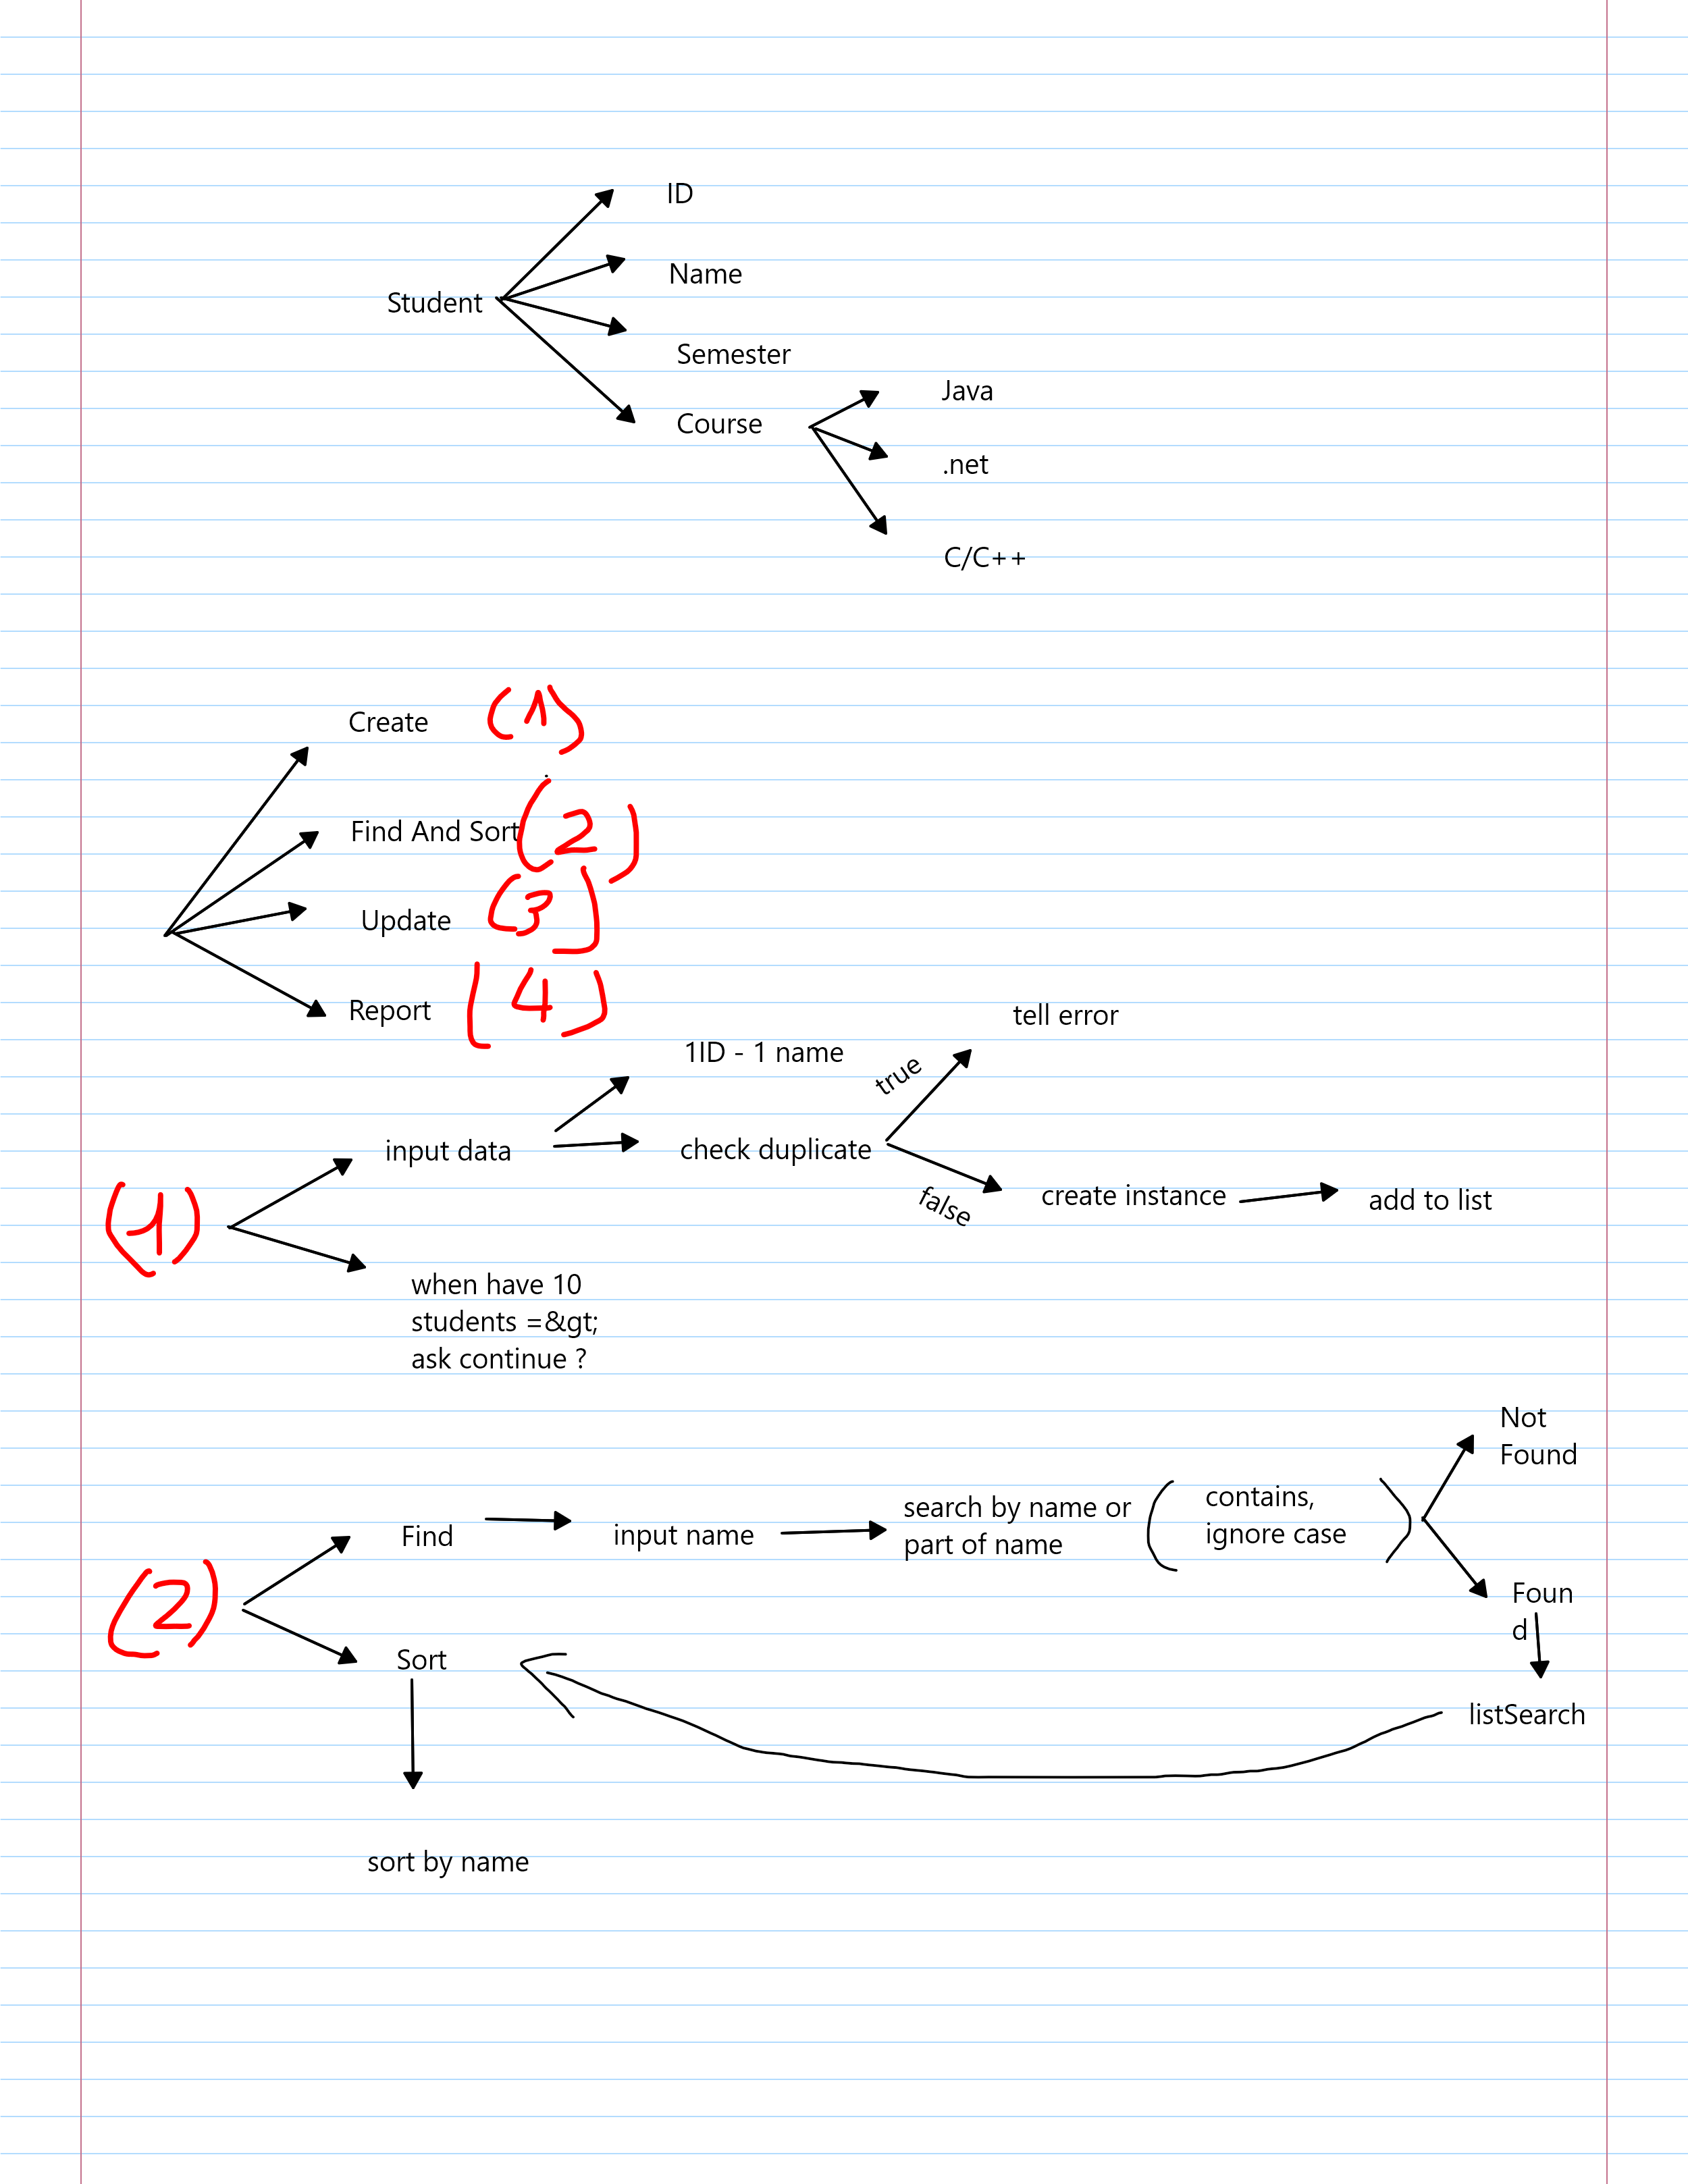 ID
Name
Student
Semester
Java
Course
.net
C/C++
Create (1)
Find And Sort (2)
Update (3)
Report (4)
tell error
1ID - 1 name
true
input data
check duplicate
false
create instance
add to list
(1)
when have 10
students =&gt;
ask continue ?
Not
Found
search by name or
part of name
( contains,
ignore case )
Find
input name
Foun
d
(2)
Sort
listSearch
sort by name